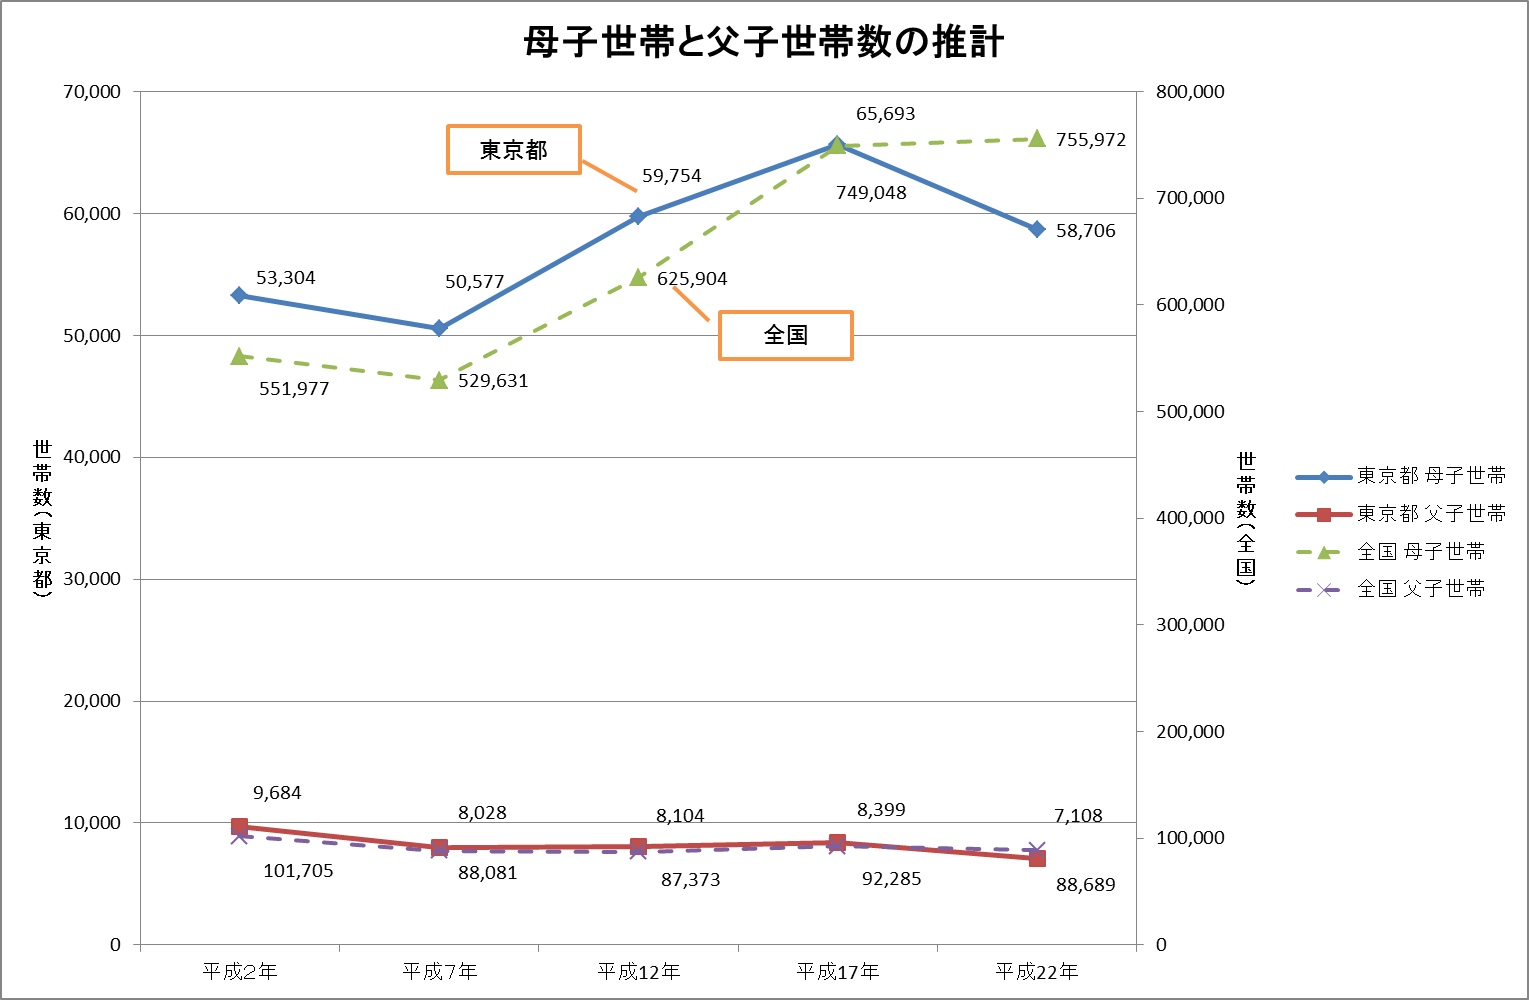 母子世帯と父子世帯数の推計
70,000
60,000
50,000
40,000
30,000
20,000
10,000
0
世帯数(東京都)
800,000
700,000
600,000
500,000
400,000
300,000
200,000
100,000
0
世帯数(全国)
東京都
全国
53,304
50,577
59,754
65,693
58,706
551,977
529,631
625,904
749,048
755,972
9,684
8,028
8,104
8,399
7,108
101,705
88,081
87,373
92,285
88,689
平成2年
平成7年
平成12年
平成17年
平成22年
東京都 母子世帯
東京都 父子世帯
全国 母子世帯
全国 父子世帯